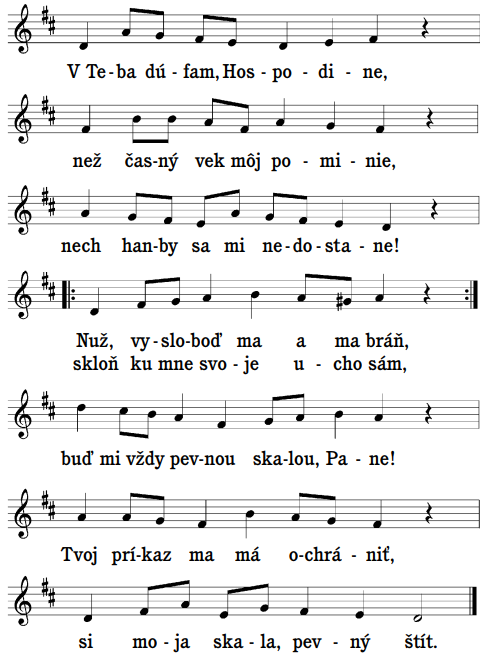 V Te - ba dú - fam, Hos - po - di - ne,
než čas - ný vek môj po - mi - nie,
nech han - by sa mi ne - do - sta - ne!
Nuž, vy - slo - boď ma a ma bráň,
skloň ku mne svo - je u - cho sám,
buď mi vždy pev - nou ska - lou, Pa - ne!
Tvoj prí - kaz ma má o - chrá - niť,
si mo - ja ska - la, pev - ný štít.